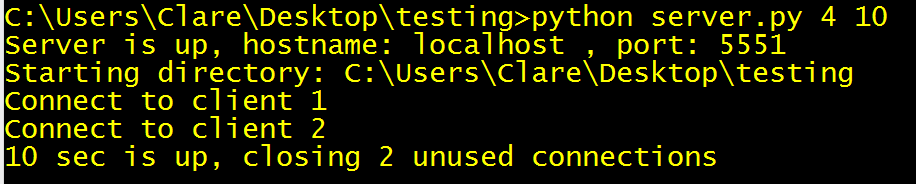 C:\Users\Clare\Desktop\testing>python server.py 4 10
Server is up, hostname: localhost , port: 5551
Starting directory: C:\Users\Clare\Desktop\testing
Connect to client 1
Connect to client 2
10 sec is up, closing 2 unused connections